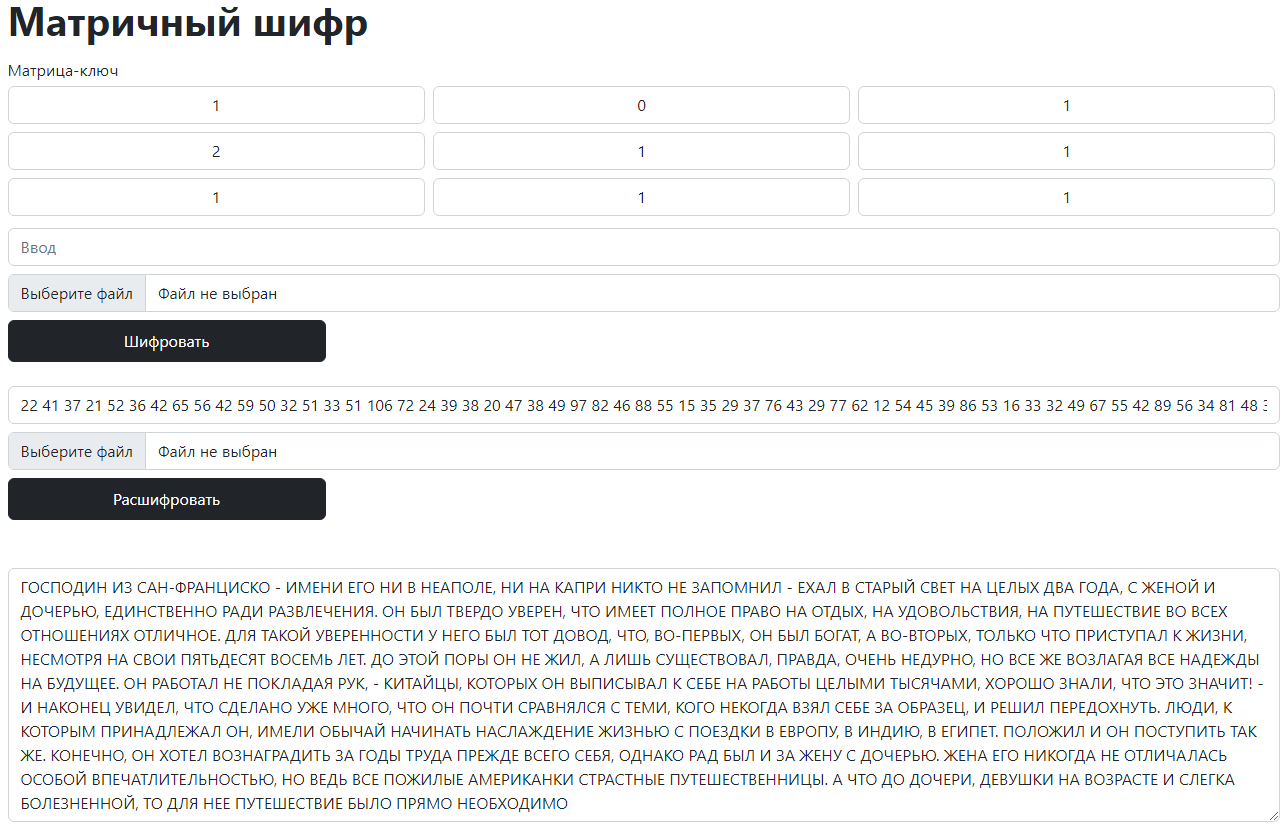 Матричный шифр
Матрица-ключ
1 0 1
2 1 1
1 1 1
Ввод
Выберите файл Файл не выбран
Шифровать
22 41 37 21 52 36 42 65 56 42 59 50 32 51 33 51 106 72 24 39 38 20 47 38 49 97 82 46 88 55 15 35 29 37 76 43 29 77 62 12 54 45 39 86 53 16 33 32 49 67 55 42 89 56 34 81 48
Выберите файл Файл не выбран
Расшифровать
ГОСПОДИН ИЗ САН-ФРАНЦИСКО - ИМЕНИ ЕГО НИ В НЕАПОЛЕ, НИ НА КАПРИ НИКТО НЕ ЗАПОМНИЛ - ЕХАЛ В СТАРЫЙ СВЕТ НА ЦЕЛЫХ ДВА ГОДА, С ЖЕНОЙ И
ДОЧЕРЬЮ, ЕДИНСТВЕННО РАДИ РАЗВЛЕЧЕНИЯ. ОН БЫЛ ТВЕРДО УВЕРЕН, ЧТО ИМЕЕТ ПОЛНОЕ ПРАВО НА ОТДЫХ, НА УДОВОЛЬСТВИЯ, НА ПУТЕШЕСТВИЕ ВО ВСЕХ
ОТНОШЕНИЯХ ОТЛИЧНОЕ. ДЛЯ ТАКОЙ УВЕРЕННОСТИ У НЕГО БЫЛ ТОТ ДОВОД, ЧТО, ВО-ПЕРВЫХ, ОН БЫЛ БОГАТ, А ВО-ВТОРЫХ, ТОЛЬКО ЧТО ПРИСТУПАЛ К ЖИЗНИ,
НЕСМОТРЯ НА СВОИ ПЯТЬДЕСЯТ ВОСЕМЬ ЛЕТ. ДО ЭТОЙ ПОРЫ ОН НЕ ЖИЛ, А ЛИШЬ СУЩЕСТВОВАЛ, ПРАВДА, ОЧЕНЬ НЕДУРНО, НО ВСЕ ЖЕ ВОЗЛАГАЯ ВСЕ НАДЕЖДЫ
НА БУДУЩЕЕ. ОН РАБОТАЛ НЕ ПОКЛАДАЯ РУК, - КИТАЙЦЫ, КОТОРЫХ ОН ВЫПИСЫВАЛ К СЕБЕ НА РАБОТЫ ЦЕЛЫМИ ТЫСЯЧАМИ, ХОРОШО ЗНАЛИ, ЧТО ЭТО ЗНАЧИТ! -
И НАКОНЕЦ УВИДЕЛ, ЧТО СДЕЛАНО УЖЕ МНОГО, ЧТО ОН ПОЧТИ СРАВНЯЛСЯ С ТЕМИ, КОГО НЕКОГДА ВЗЯЛ СЕБЕ ЗА ОБРАЗЕЦ, И РЕШИЛ ПЕРЕДОХНУТЬ. ЛЮДИ, К
КОТОРЫМ ПРИНАДЛЕЖАЛ ОН, ИМЕЛИ ОБЫЧАЙ НАЧИНАТЬ НАСЛАЖДЕНИЕ ЖИЗНЬЮ С ПОЕЗДКИ В ЕВРОПУ, В ИНДИЮ, В ЕГИПЕТ. ПОЛОЖИЛ И ОН ПОСТУПИТЬ ТАК
ЖЕ. КОНЕЧНО, ОН ХОТЕЛ ВОЗНАГРАДИТЬ ЗА ГОДЫ ТРУДА ПРЕЖДЕ ВСЕГО СЕБЯ, ОДНАКО РАД БЫЛ И ЗА ЖЕНУ С ДОЧЕРЬЮ. ЖЕНА ЕГО НИКОГДА НЕ ОТЛИЧАЛАСЬ
ОСОБОЙ ВПЕЧАТЛИТЕЛЬНОСТЬЮ, НО ВЕДЬ ВСЕ ПОЖИЛЫЕ АМЕРИКАНКИ СТРАСТНЫЕ ПУТЕШЕСТВЕННИЦЫ. А ЧТО ДО ДОЧЕРИ, ДЕВУШКИ НА ВОЗРАСТЕ И СЛЕГКА
БОЛЕЗНЕННОЙ, ТО ДЛЯ НЕЕ ПУТЕШЕСТВИЕ БЫЛО ПРЯМО НЕОБХОДИМО